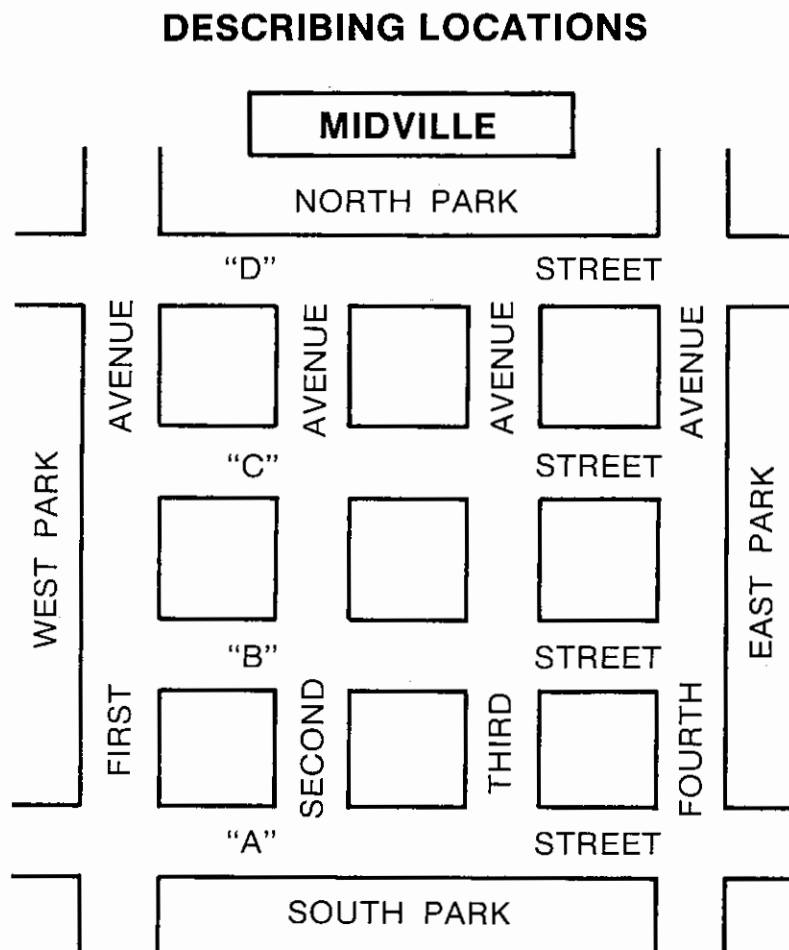 DESCRIBING LOCATIONS
MIDVILLE
NORTH PARK
“D” STREET
AVENUE
AVENUE
AVENUE
AVENUE
“C” STREET
WEST PARK
EAST PARK
“B” STREET
FIRST
SECOND
THIRD
FOURTH
“A” STREET
SOUTH PARK